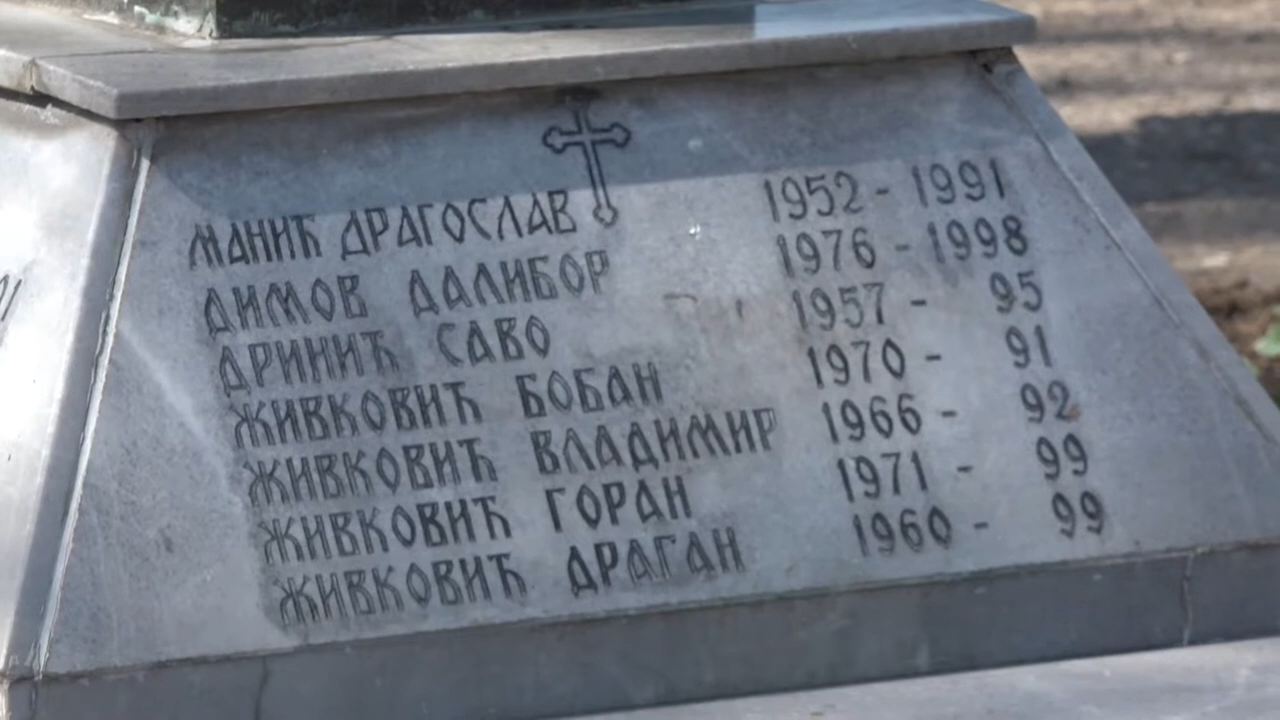 МАНИЋ ДРАГОСЛАВ 1952 - 1991
ДИМОВ ДАЛИБОР 1976 - 1998
ДРИНИЋ САВО 1957 - 95
ЖИВКОВИЋ БОБАН 1970 - 91
ЖИВКОВИЋ ВЛАДИМИР 1966 - 92
ЖИВКОВИЋ ГОРАН 1971 - 99
ЖИВКОВИЋ ДРАГАН 1960 - 99